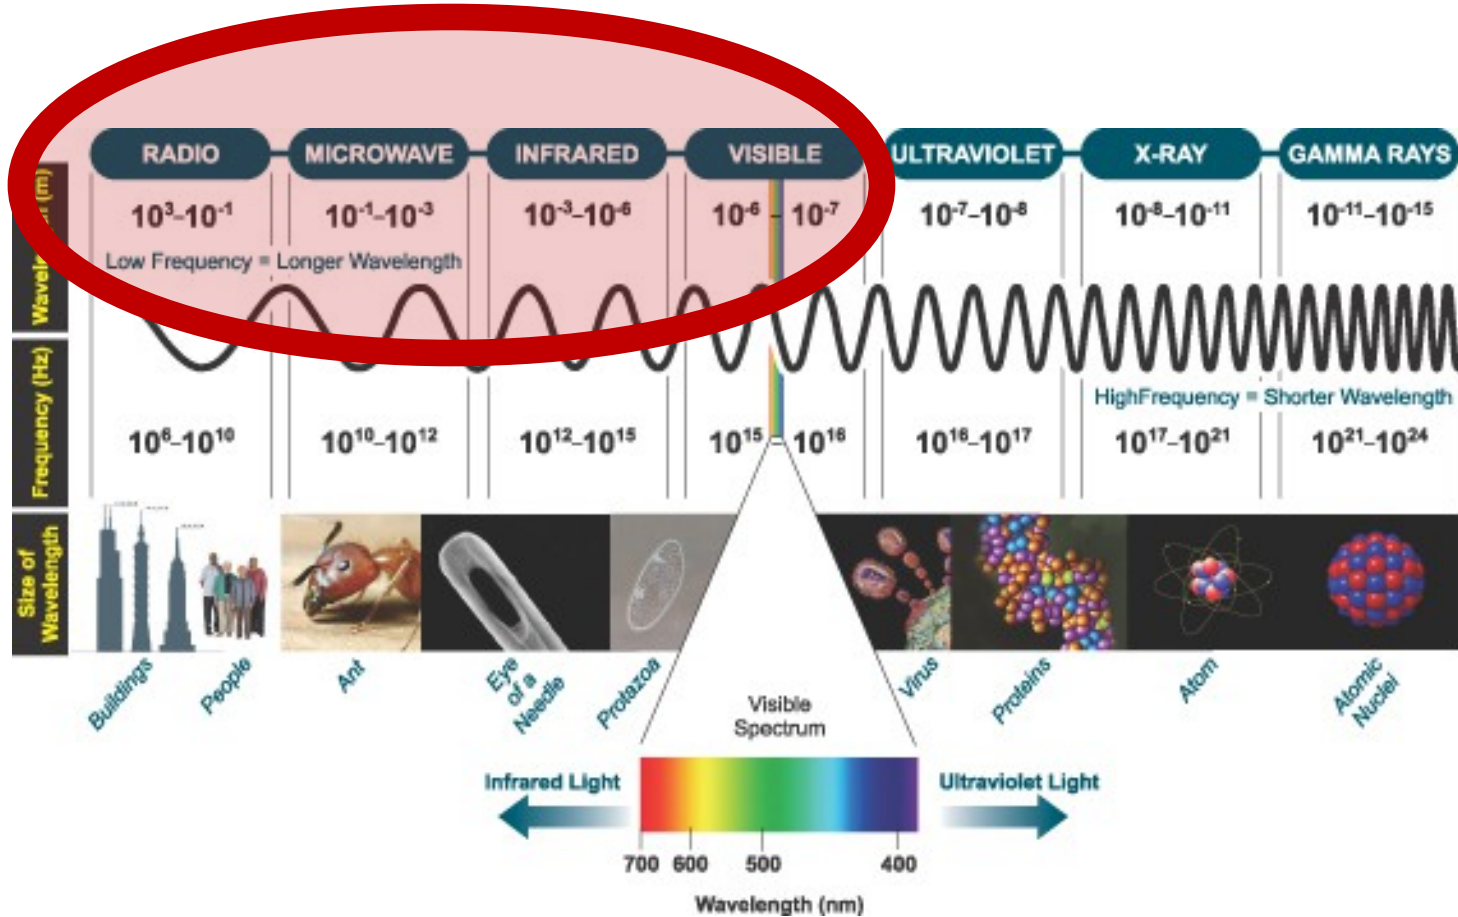 RADIO
MICROWAVE
INFRARED
VISIBLE
ULTRAVIOLET
X-RAY
GAMMA RAYS
10³–10⁻¹
10⁻¹–10⁻³
10⁻³–10⁻⁶
10⁻⁶ – 10⁻⁷
10⁻⁷–10⁻⁸
10⁻⁸–10⁻¹¹
10⁻¹¹–10⁻¹⁵
Low Frequency = Longer Wavelength
Frequency (Hz)
HighFrequency = Shorter Wavelength
10⁶–10¹⁰
10¹⁰–10¹²
10¹²–10¹⁵
10¹⁵ – 10¹⁶
10¹⁶–10¹⁷
10¹⁷–10²¹
10²¹–10²⁴
Size of
Wavelength
Buildings
People
Ant
Eye
of a
Needle
Protazoa
Virus
Proteins
Atom
Atomic
Nuclei
Visible
Spectrum
Infrared Light
Ultraviolet Light
700 600 500 400
Wavelength (nm)